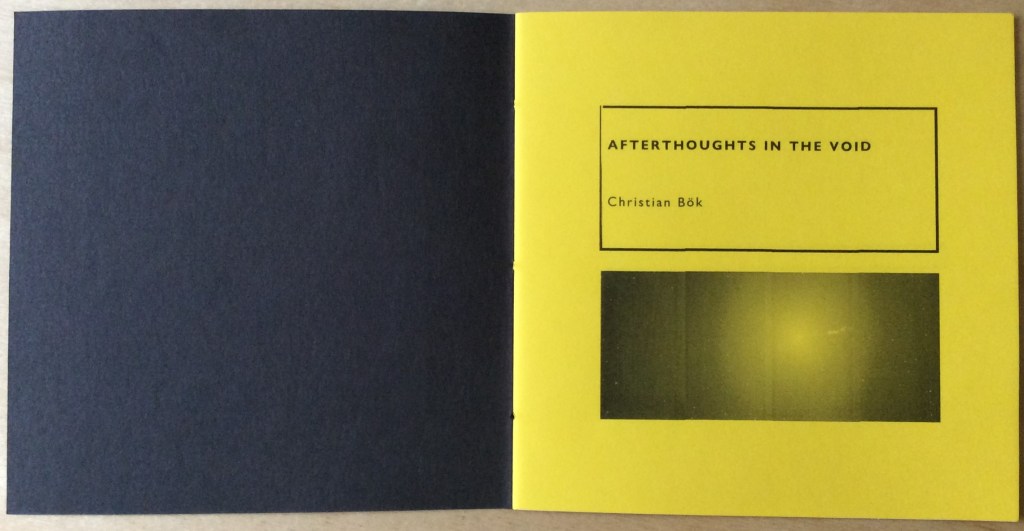 AFTERTHOUGHTS IN THE VOID
Christian Bök